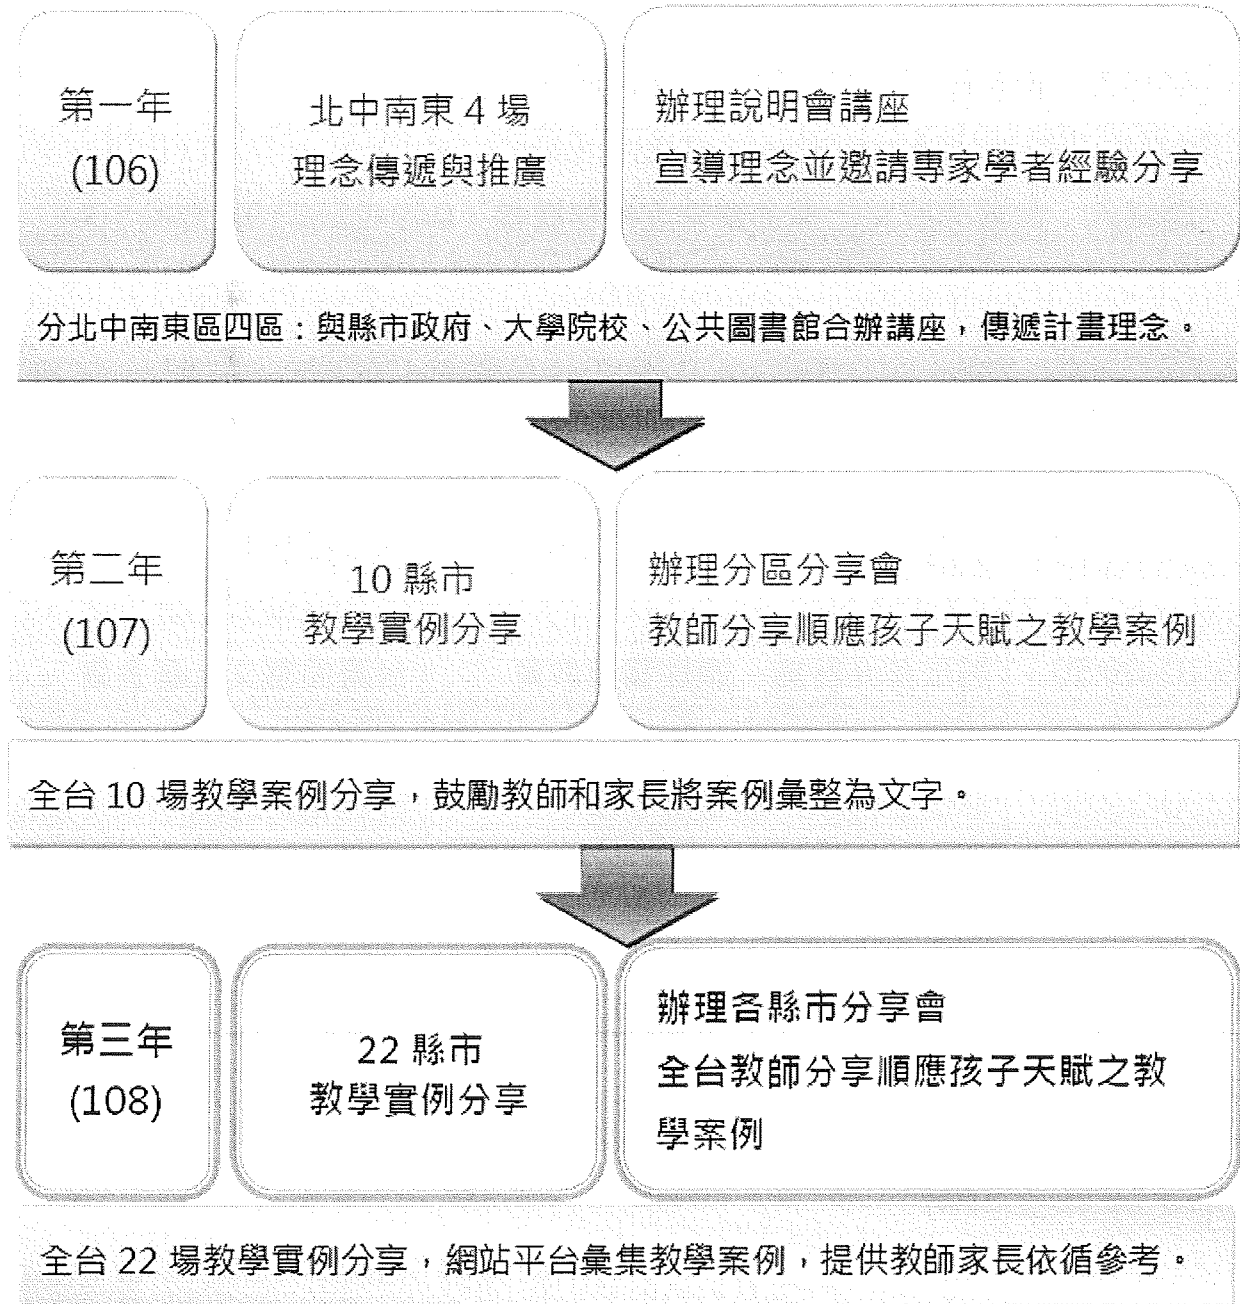 第一年
(106)
北中南東 4 場
理念傳遞與推廣
辦理說明會講座
宣導理念並邀請專家學者經驗分享
分北中南東區四區：與縣市政府、大學院校、公共圖書館合辦講座，傳遞計畫理念。
第二年
(107)
10 縣市
教學實例分享
辦理分區分享會
教師分享順應孩子天賦之教學案例
全台 10 場教學案例分享，鼓勵教師和家長將案例彙整為文字。
第三年
(108)
22 縣市
教學實例分享
辦理各縣市分享會
全台教師分享順應孩子天賦之教
學案例
全台 22 場教學實例分享，網站平台彙集教學案例，提供教師家長依循參考。